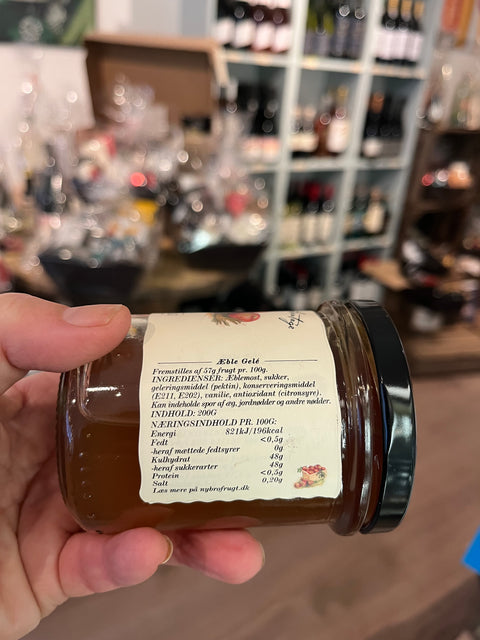 Æble Gelé
Fremstilles af 57g frugt pr. 100g.
INGREDIENSER: Æblemost, sukker,
geleringsmiddel (pektin), konserveringsmiddel
(E211, E202), vanilie, antioxidant (citronsyre).
Kan indeholde spor af æg, jordnødder og andre nødder.
INDHOLD: 200G
NÆRINGSINDHOLD PR. 100G:
Energi 821kJ/196kcal
Fedt <0,5g
-heraf mættede fedtsyrer 0g
Kulhydrat 48g
-heraf sukkerarter 48g
Protein <0,5g
Salt 0,20g
Læs mere på nybrofrugt.dk